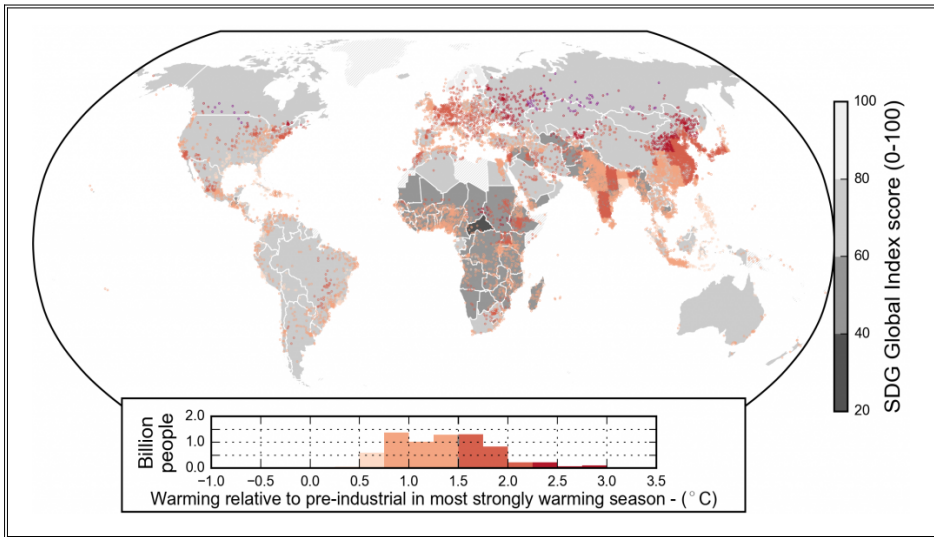 100
80
60
40
20
SDG Global Index score (0-100)
Billion
people
2.0
1.0
0.0
−1.0 −0.5 0.0 0.5 1.0 1.5 2.0 2.5 3.0 3.5
Warming relative to pre-industrial in most strongly warming season - (°C)